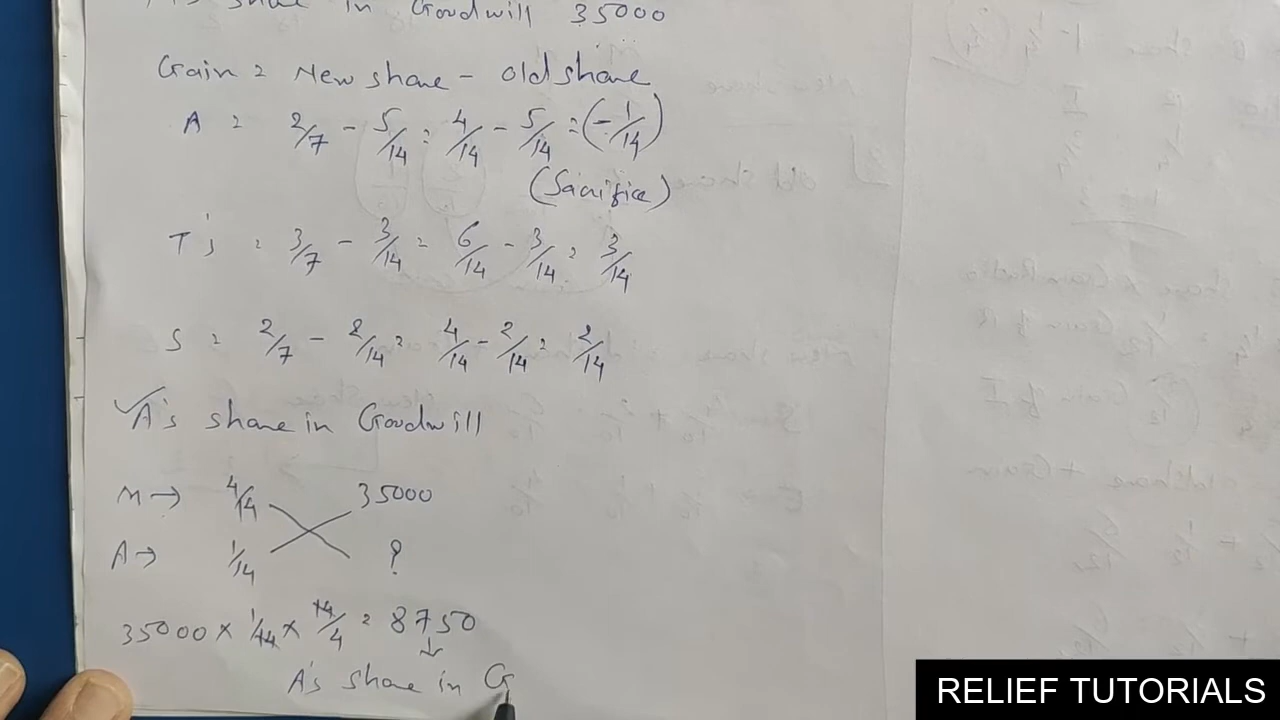 share in Goodwill 35000
Gain = New share - old share
A = 2/7 - 5/14 = 4/14 - 5/14 = (-1/14)
(Sacrifice)
T's = 3/7 - 3/14 = 6/14 - 3/14 = 3/14
S = 2/7 - 2/14 = 4/14 - 2/14 = 2/14
✓A's share in Goodwill
M → 4/14 35000
A → 1/14 ?
35000 × 1/14 × 14/4 = 8750
↓
A's share in G
RELIEF TUTORIALS